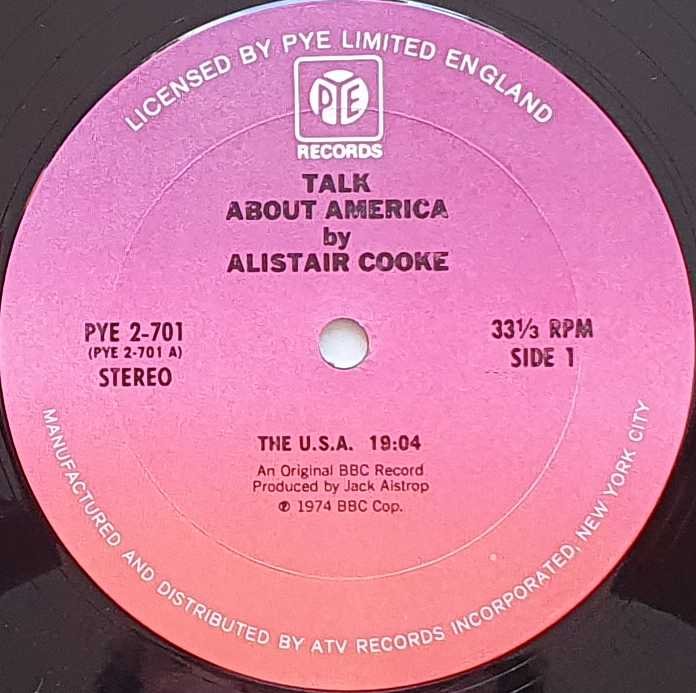 LICENSED BY PYE LIMITED ENGLAND
PYE
RECORDS
TALK
ABOUT AMERICA
by
ALISTAIR COOKE
PYE 2-701
(PYE 2-701 A)
STEREO
33⅓ RPM
SIDE 1
THE U.S.A. 19:04
An Original BBC Record
Produced by Jack Aistrop
℗ 1974 BBC Cop.
MANUFACTURED AND DISTRIBUTED BY ATV RECORDS INCORPORATED, NEW YORK CITY